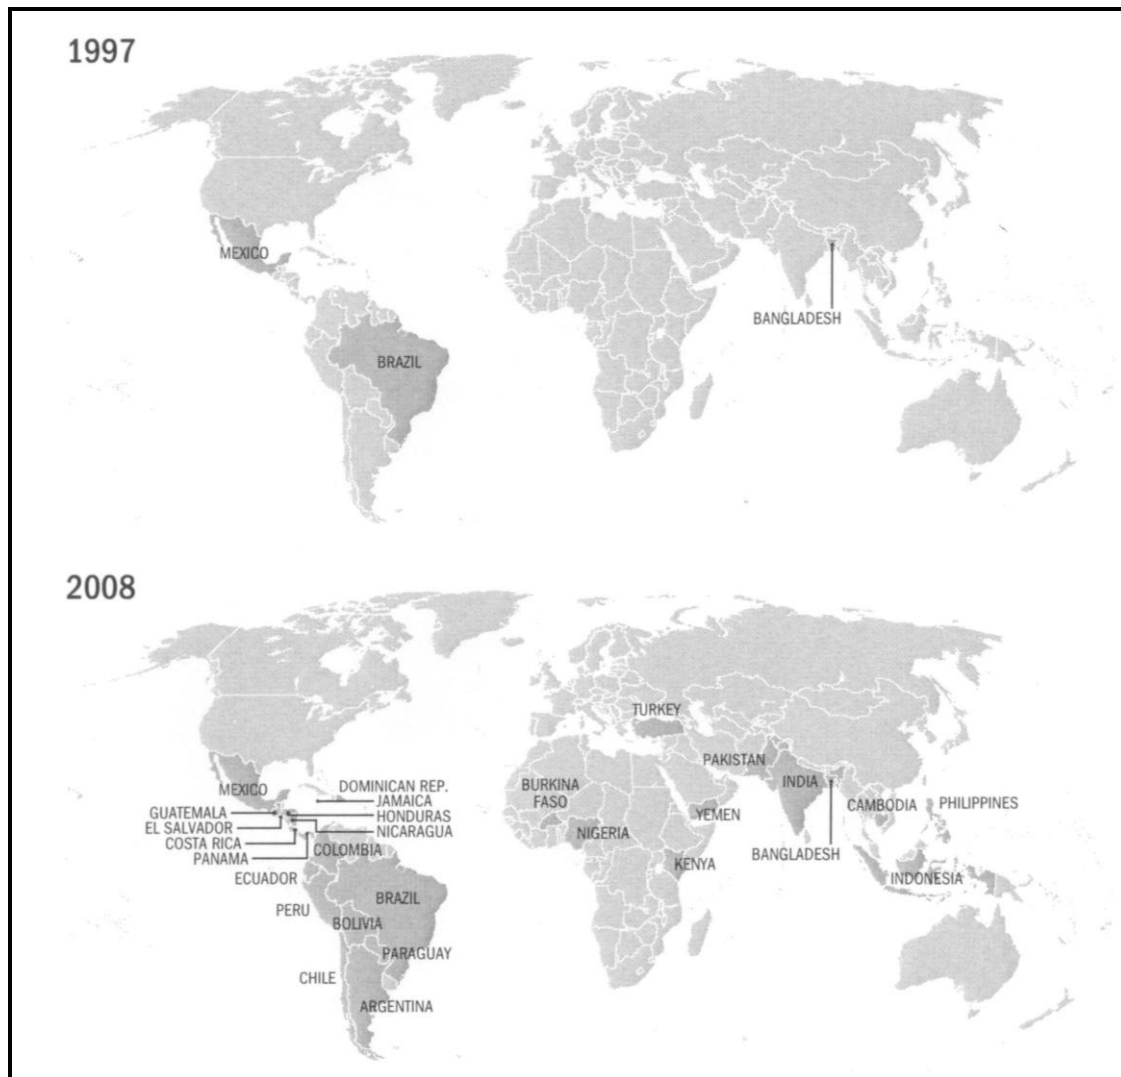 1997
MEXICO
BRAZIL
BANGLADESH
2008
TURKEY
PAKISTAN
INDIA
BURKINA
FASO
MEXICO
DOMINICAN REP.
JAMAICA
GUATEMALA
HONDURAS
EL SALVADOR
NICARAGUA
COSTA RICA
PANAMA
COLOMBIA
YEMEN
CAMBODIA
PHILIPPINES
NIGERIA
BANGLADESH
KENYA
INDONESIA
ECUADOR
BRAZIL
PERU
BOLIVIA
PARAGUAY
CHILE
ARGENTINA